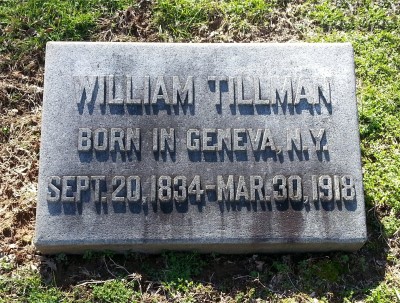 WILLIAM TILLMAN
BORN IN GENEVA, N.Y.
SEPT. 20, 1834-MAR. 30, 1918